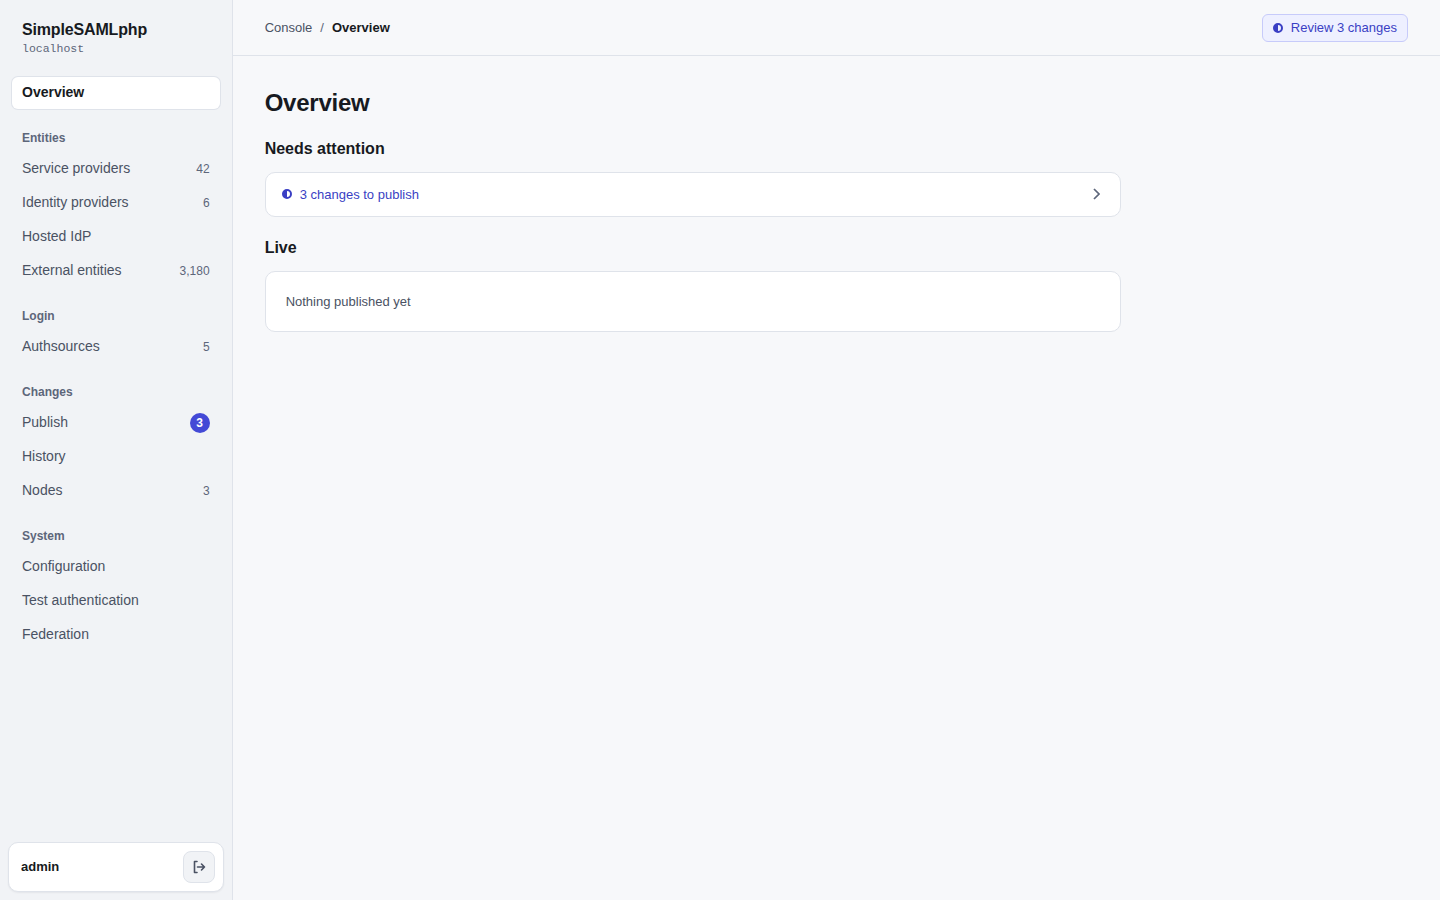 SimpleSAMLphp
localhost
Overview
Entities
Service providers 42
Identity providers 6
Hosted IdP
External entities 3,180
Login
Authsources 5
Changes
Publish 3
History
Nodes 3
System
Configuration
Test authentication
Federation
admin
Console / Overview
Review 3 changes
Overview
Needs attention
3 changes to publish
Live
Nothing published yet